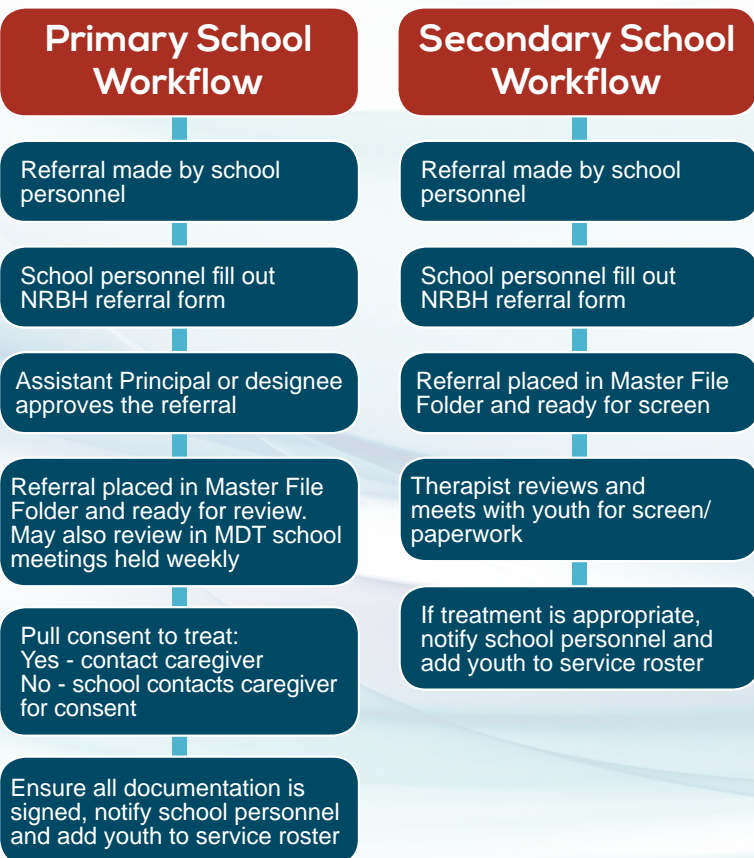 Primary School
Workflow
Referral made by school
personnel
School personnel fill out
NRBH referral form
Assistant Principal or designee
approves the referral
Referral placed in Master File
Folder and ready for review.
May also review in MDT school
meetings held weekly
Pull consent to treat:
Yes - contact caregiver
No - school contacts caregiver
for consent
Ensure all documentation is
signed, notify school personnel
and add youth to service roster
Secondary School
Workflow
Referral made by school
personnel
School personnel fill out
NRBH referral form
Referral placed in Master File
Folder and ready for screen
Therapist reviews and
meets with youth for screen/
paperwork
If treatment is appropriate,
notify school personnel and
add youth to service roster